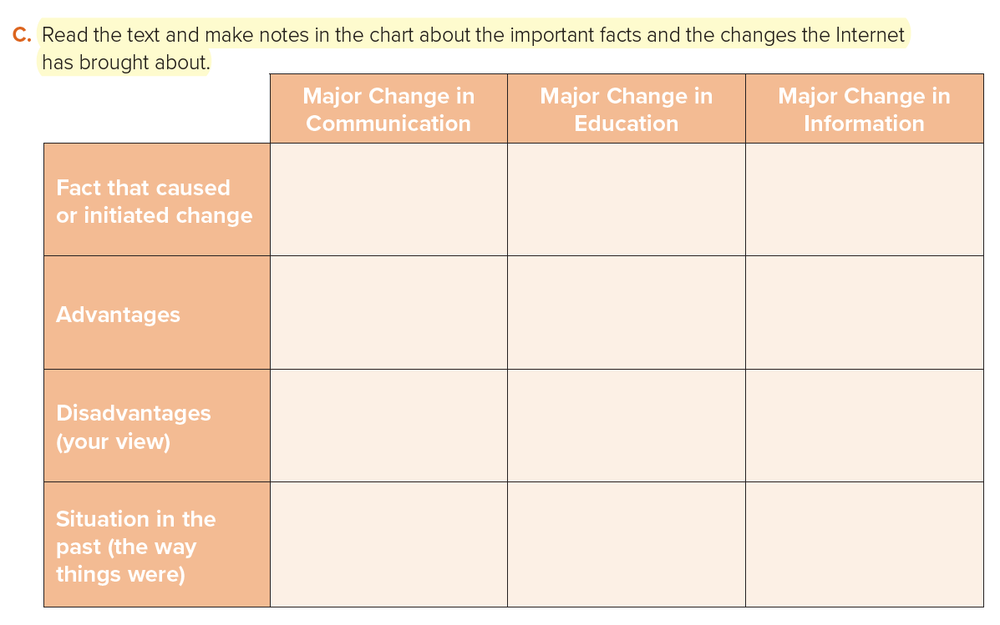 C. Read the text and make notes in the chart about the important facts and the changes the Internet
has brought about.
Major Change in
Communication
Major Change in
Education
Major Change in
Information
Fact that caused
or initiated change
Advantages
Disadvantages
(your view)
Situation in the
past (the way
things were)